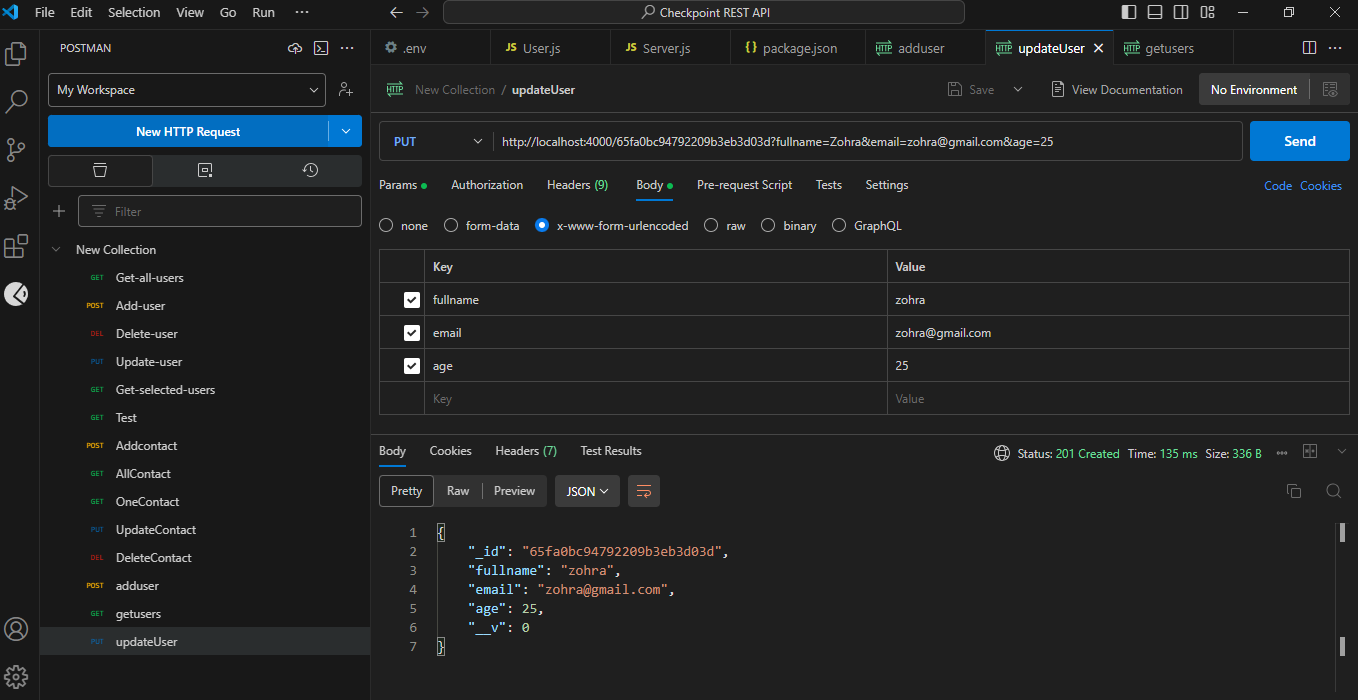 File Edit Selection View Go Run ··· Checkpoint REST API
POSTMAN
My Workspace
New HTTP Request
Filter
New Collection
GET Get-all-users
POST Add-user
DEL Delete-user
PUT Update-user
GET Get-selected-users
GET Test
POST Addcontact
GET AllContact
GET OneContact
PUT UpdateContact
DEL DeleteContact
POST adduser
GET getusers
PUT updateUser
.env JS User.js JS Server.js {} package.json HTTP adduser HTTP updateUser HTTP getusers
HTTP New Collection / updateUser Save View Documentation No Environment
PUT http://localhost:4000/65fa0bc94792209b3eb3d03d?fullname=Zohra&email=zohra@gmail.com&age=25 Send
Params Authorization Headers (9) Body Pre-request Script Tests Settings Code Cookies
none form-data x-www-form-urlencoded raw binary GraphQL
Key Value
fullname zohra
email zohra@gmail.com
age 25
Key Value
Body Cookies Headers (7) Test Results Status: 201 Created Time: 135 ms Size: 336 B
Pretty Raw Preview JSON
1 {
2 "_id": "65fa0bc94792209b3eb3d03d",
3 "fullname": "zohra",
4 "email": "zohra@gmail.com",
5 "age": 25,
6 "__v": 0
7 }